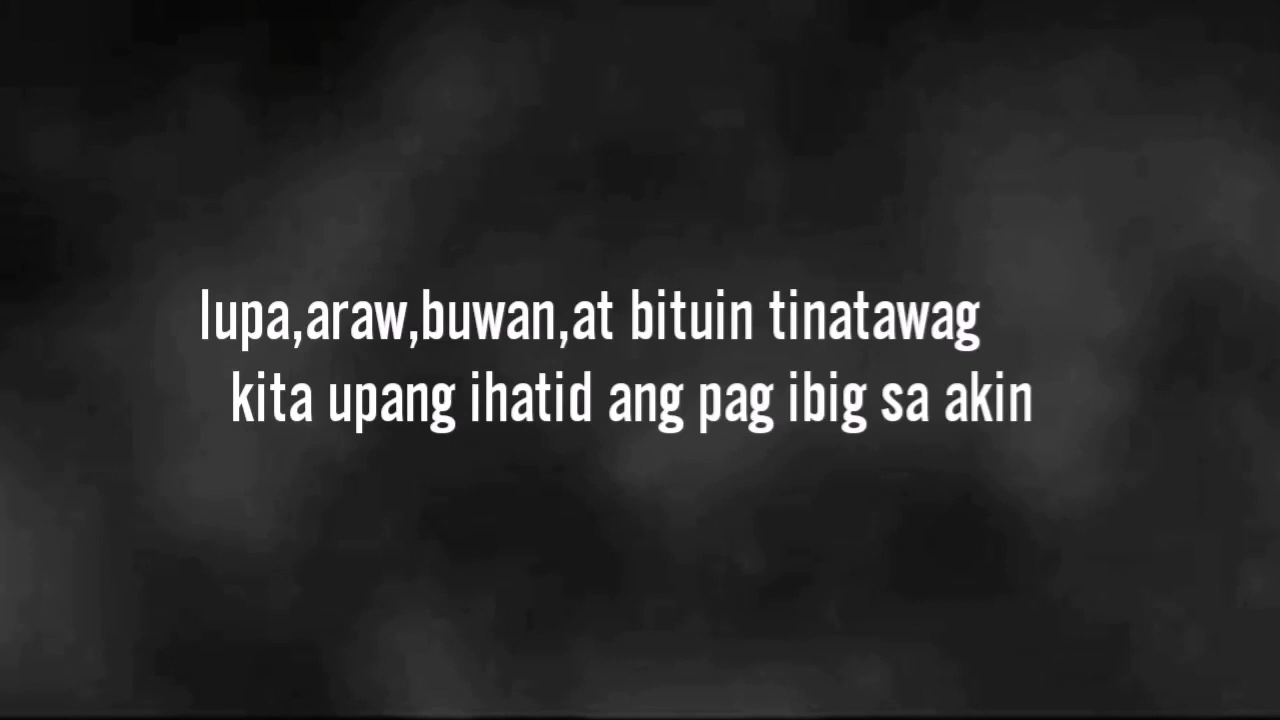 lupa,araw,buwan,at bituin tinatawag
kita upang ihatid ang pag ibig sa akin